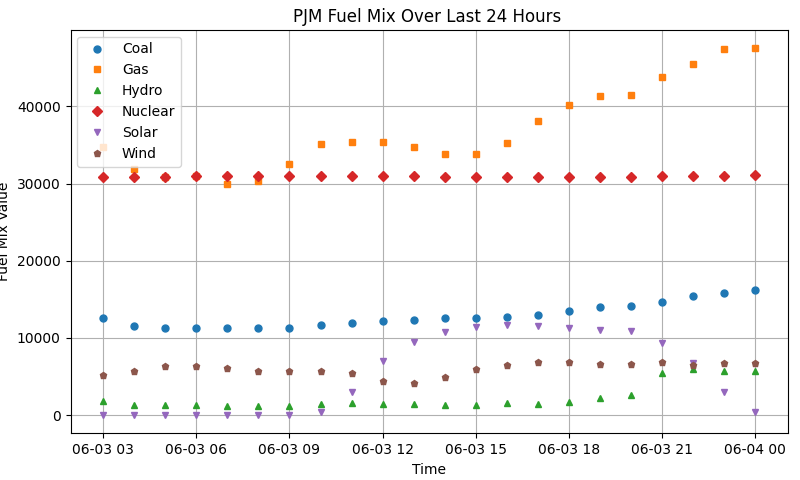 PJM Fuel Mix Over Last 24 Hours
Coal
Gas
Hydro
Nuclear
Solar
Wind
40000
30000
20000
10000
0
Fuel Mix Value
06-03 03 06-03 06 06-03 09 06-03 12 06-03 15 06-03 18 06-03 21 06-04 00
Time